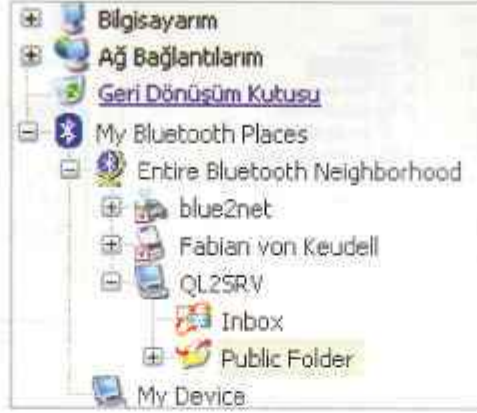 Bilgisayarım
Ağ Bağlantılarım
Geri Dönüşüm Kutusu
My Bluetooth Places
Entire Bluetooth Neighborhood
blue2net
Fabian von Keudell
QL2SRV
Inbox
Public Folder
My Device